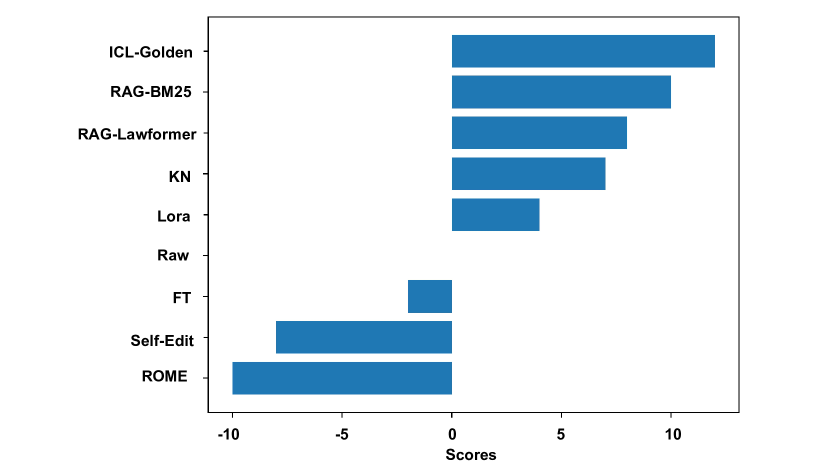 ICL-Golden
RAG-BM25
RAG-Lawformer
KN
Lora
Raw
FT
Self-Edit
ROME
-10 -5 0 5 10
Scores